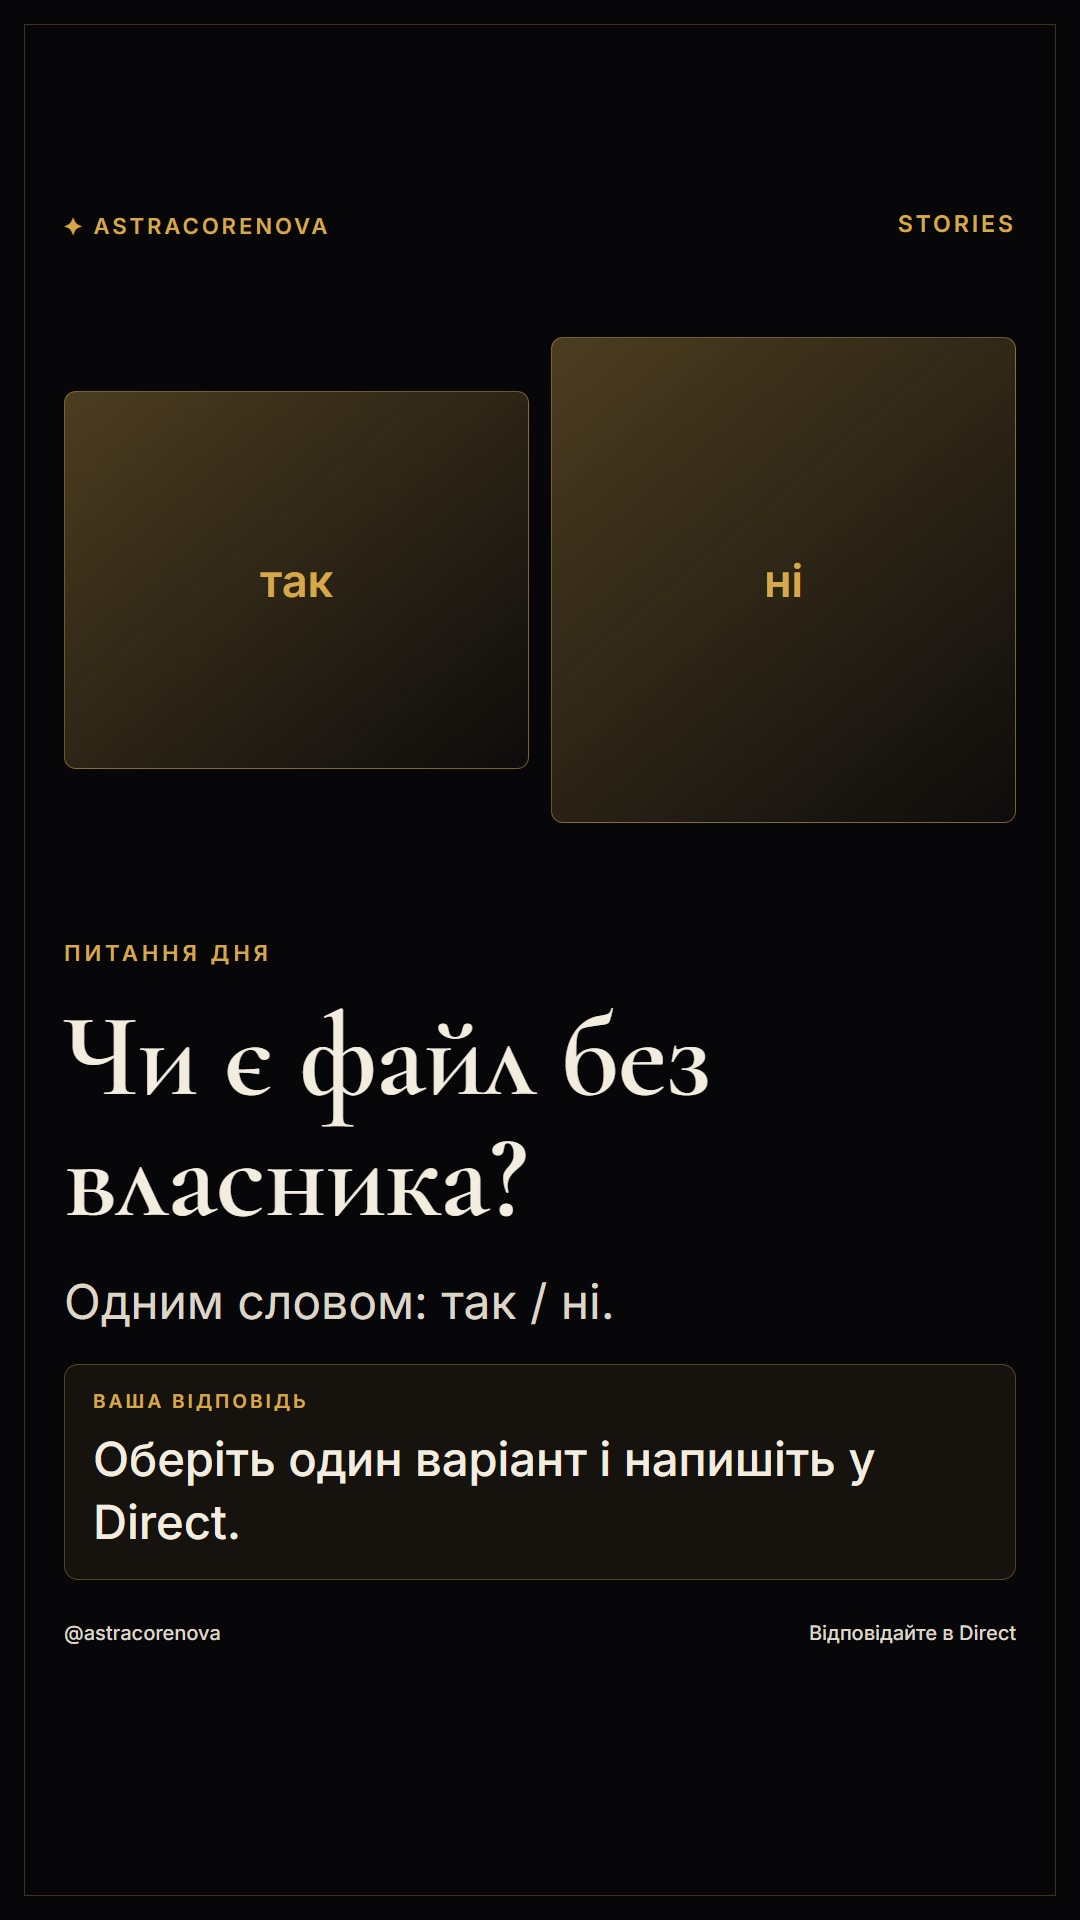 ✦ ASTRACORENOVA
STORIES
так
ні
ПИТАННЯ ДНЯ
Чи є файл без
власника?
Одним словом: так / ні.
ВАША ВІДПОВІДЬ
Оберіть один варіант і напишіть у
Direct.
@astracorenova
Відповідайте в Direct